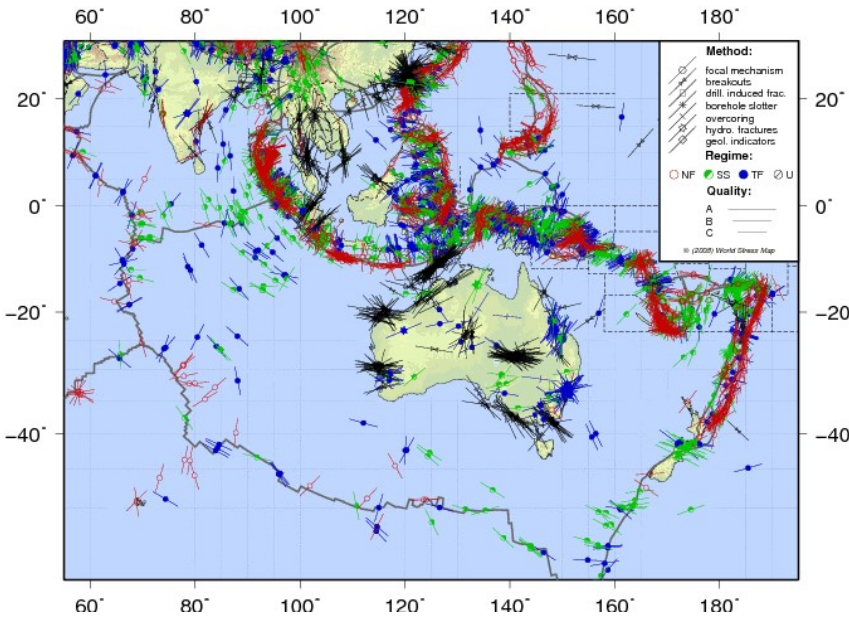 60˚ 80˚ 100˚ 120˚ 140˚ 160˚ 180˚
20˚ 20˚
0˚ 0˚
−20˚ −20˚
−40˚ −40˚
60˚ 80˚ 100˚ 120˚ 140˚ 160˚ 180˚
Method:
focal mechanism
breakouts
drill. induced frac.
borehole slotter
overcoring
hydro. fractures
geol. indicators
Regime:
NF SS TF U
Quality:
A
B
C
(2008) World Stress Map